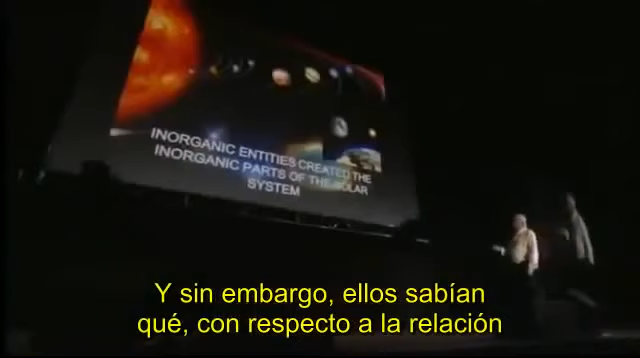 INORGANIC ENTITIES CREATED THE
INORGANIC PARTS OF THE SOLAR
SYSTEM
Y sin embargo, ellos sabían
qué, con respecto a la relación